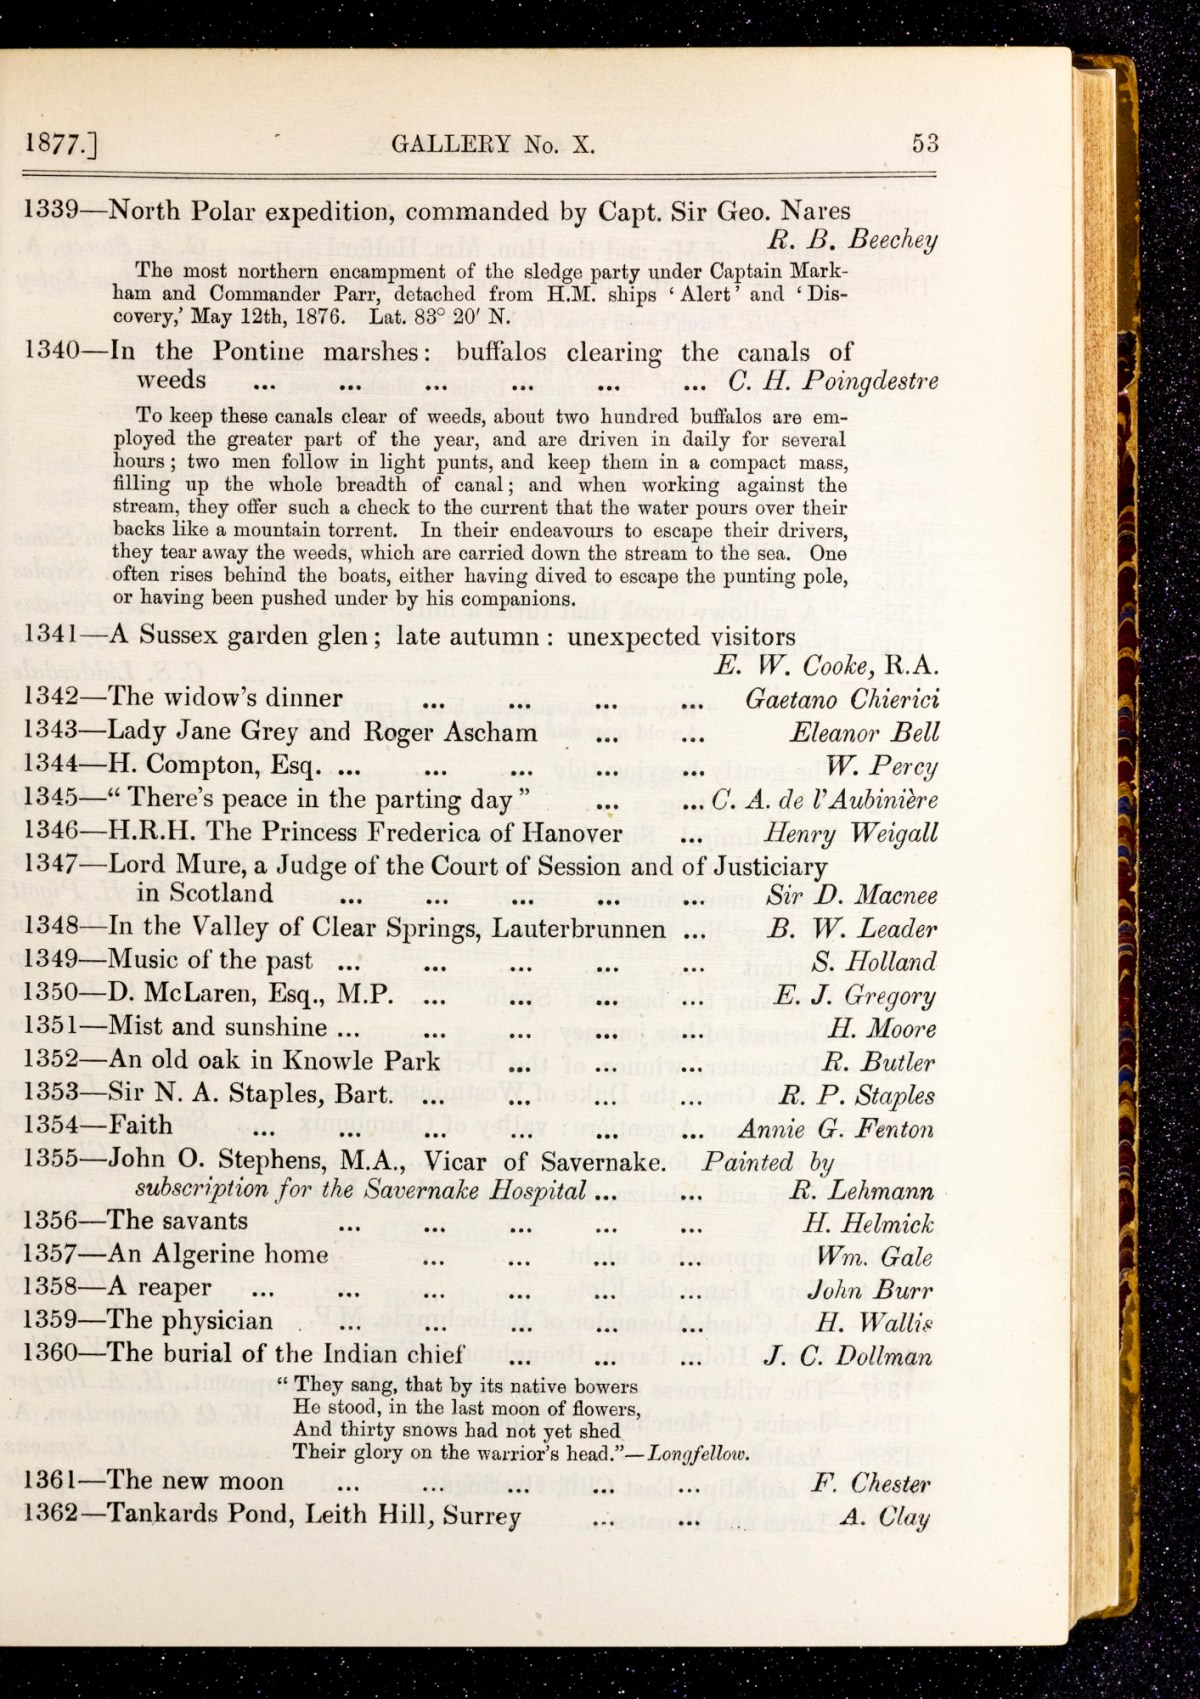 1877.] GALLERY No. X. 53
1339—North Polar expedition, commanded by Capt. Sir Geo. Nares
R. B. Beechey
The most northern encampment of the sledge party under Captain Mark-
ham and Commander Parr, detached from H.M. ships ‘Alert’ and ‘Dis-
covery,’ May 12th, 1876. Lat. 83° 20′ N.
1340—In the Pontine marshes: buffalos clearing the canals of
weeds ... ... ... ... ... ... C. H. Poingdestre
To keep these canals clear of weeds, about two hundred buffalos are em-
ployed the greater part of the year, and are driven in daily for several
hours; two men follow in light punts, and keep them in a compact mass,
filling up the whole breadth of canal; and when working against the
stream, they offer such a check to the current that the water pours over their
backs like a mountain torrent. In their endeavours to escape their drivers,
they tear away the weeds, which are carried down the stream to the sea. One
often rises behind the boats, either having dived to escape the punting pole,
or having been pushed under by his companions.
1341—A Sussex garden glen; late autumn: unexpected visitors
E. W. Cooke, R.A.
1342—The widow's dinner ... ... ... ... Gaetano Chierici
1343—Lady Jane Grey and Roger Ascham ... ... Eleanor Bell
1344—H. Compton, Esq. ... ... ... ... ... W. Percy
1345—“There's peace in the parting day” ... ... C. A. de l'Aubinière
1346—H.R.H. The Princess Frederica of Hanover ... Henry Weigall
1347—Lord Mure, a Judge of the Court of Session and of Justiciary
in Scotland ... ... ... ... ... Sir D. Macnee
1348—In the Valley of Clear Springs, Lauterbrunnen ... B. W. Leader
1349—Music of the past ... ... ... ... ... S. Holland
1350—D. McLaren, Esq., M.P. ... ... ... ... E. J. Gregory
1351—Mist and sunshine ... ... ... ... ... H. Moore
1352—An old oak in Knowle Park ... ... ... R. Butler
1353—Sir N. A. Staples, Bart. ... ... ... ... R. P. Staples
1354—Faith ... ... ... ... ... ... Annie G. Fenton
1355—John O. Stephens, M.A., Vicar of Savernake. Painted by
subscription for the Savernake Hospital ... ... R. Lehmann
1356—The savants ... ... ... ... ... H. Helmick
1357—An Algerine home ... ... ... ... Wm. Gale
1358—A reaper ... ... ... ... ... ... John Burr
1359—The physician ... ... ... ... ... H. Wallis
1360—The burial of the Indian chief ... ... ... J. C. Dollman
“They sang, that by its native bowers
He stood, in the last moon of flowers,
And thirty snows had not yet shed
Their glory on the warrior's head.”—Longfellow.
1361—The new moon ... ... ... ... ... F. Chester
1362—Tankards Pond, Leith Hill, Surrey ... ... A. Clay